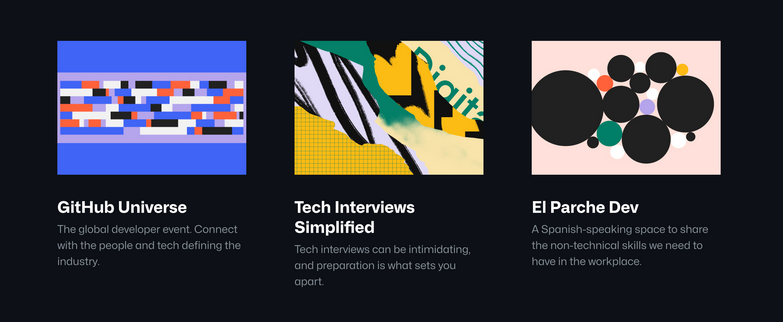 Digita
GitHub Universe
The global developer event. Connect
with the people and tech defining the
industry.
Tech Interviews
Simplified
Tech interviews can be intimidating,
and preparation is what sets you
apart.
El Parche Dev
A Spanish-speaking space to share
the non-technical skills we need to
have in the workplace.